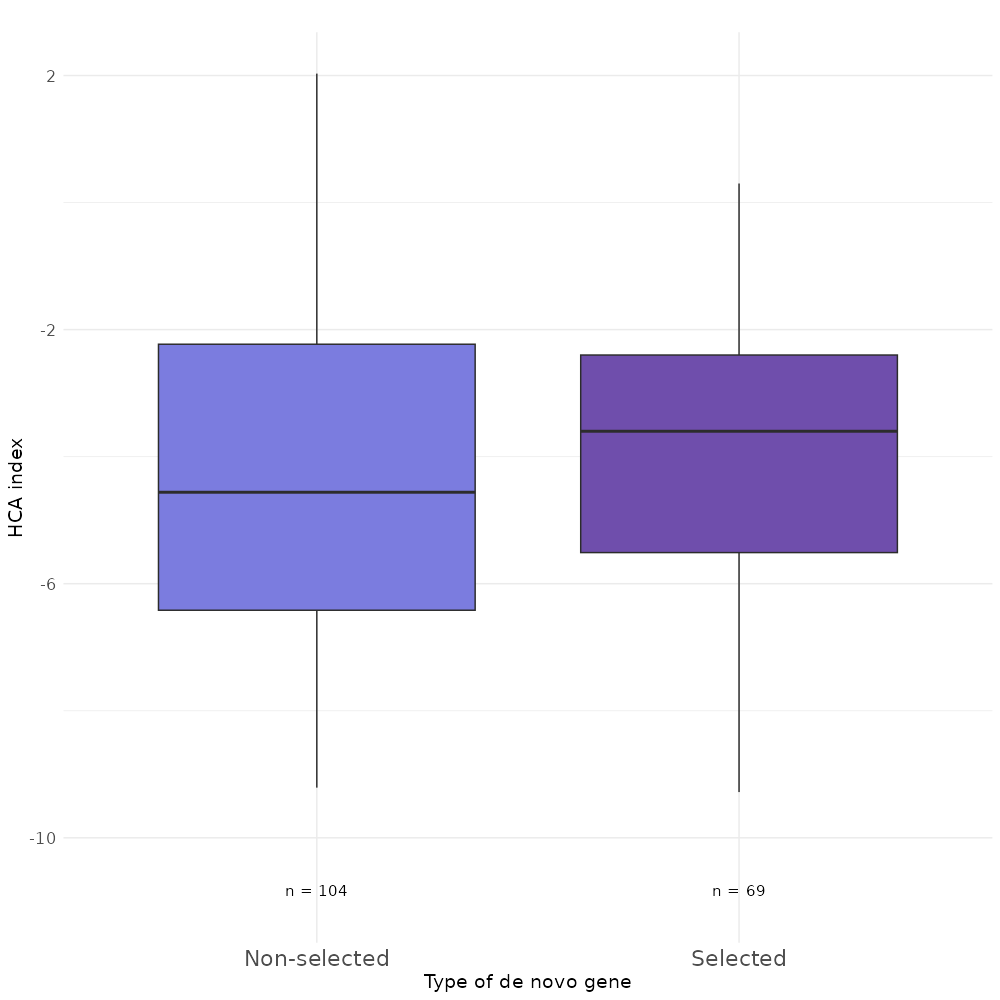 2
-2
-6
-10
HCA index
n = 104
n = 69
Non-selected
Selected
Type of de novo gene